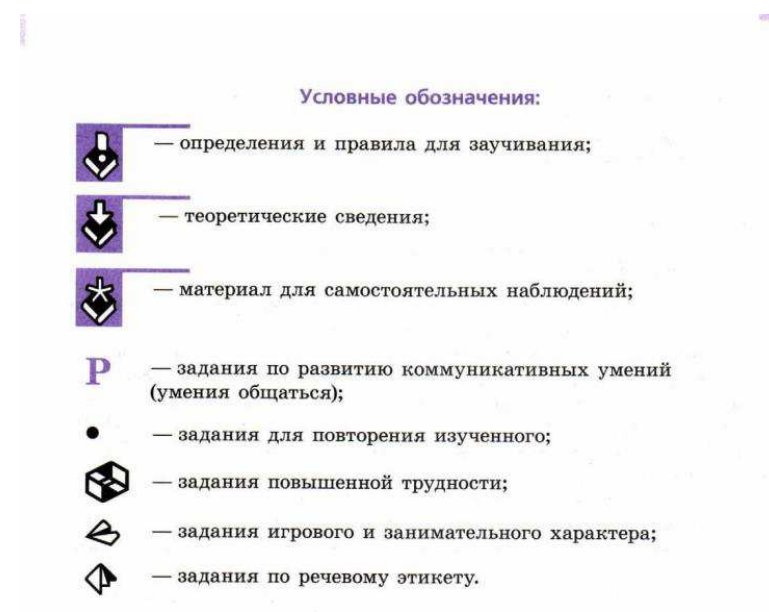 Условные обозначения:
— определения и правила для заучивания;
— теоретические сведения;
— материал для самостоятельных наблюдений;
Р — задания по развитию коммуникативных умений
(умения общаться);
— задания для повторения изученного;
— задания повышенной трудности;
— задания игрового и занимательного характера;
— задания по речевому этикету.